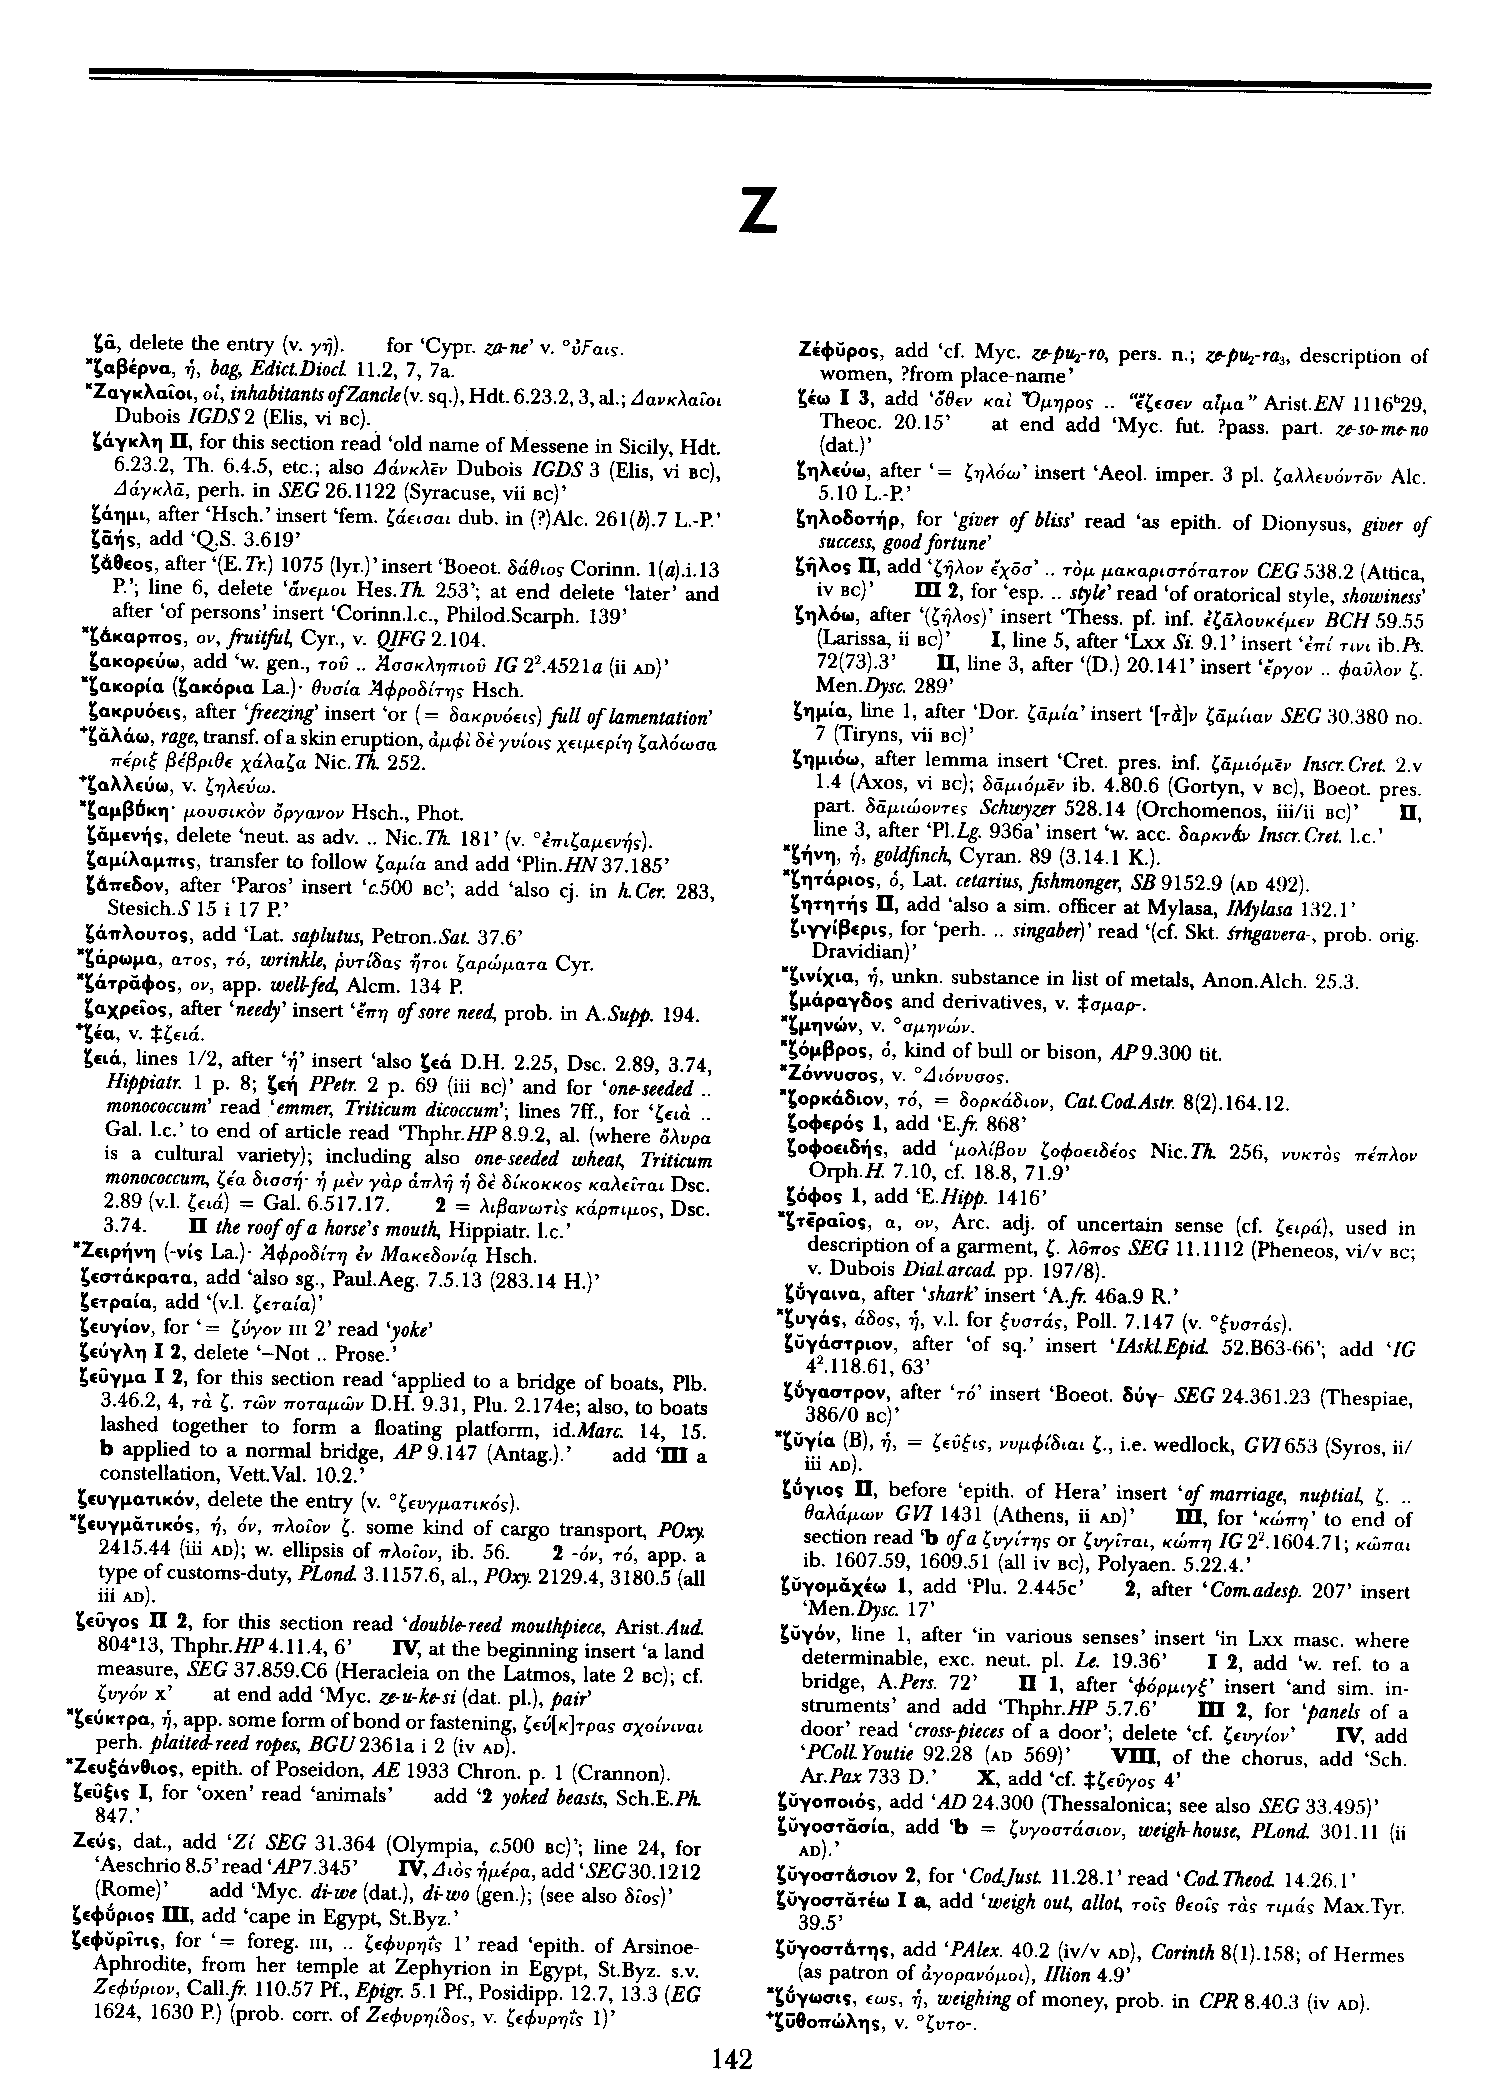 Z
ζᾶ, delete the entry (v. γῆ). for ‘Cypr. za-ne’ v. °ὐϝαις.
*ζαβέρνα, ἡ, bag, Edict.Diocl. 11.2, 7, 7a.
*Ζαγκλαῖοι, οἱ, inhabitants of Zancle (v. sq.), Hdt. 6.23.2, 3, al.; Δανκλαῖοι
Dubois IGDS 2 (Elis, vi BC).
ζάγκλη II, for this section read ‘old name of Messene in Sicily, Hdt.
6.23.2, Th. 6.4.5, etc.; also Δάνκλēν Dubois IGDS 3 (Elis, vi BC),
Δάγκλᾱ, perh. in SEG 26.1122 (Syracuse, vii BC)’
ζάημι, after ‘Hsch.’ insert ‘fem. ζάεισαι dub. in (?)Alc. 261(b).7 L.-P.’
ζᾱής, add ‘Q.S. 3.619’
ζάθεος, after ‘(E.Tr.) 1075 (lyr.)’ insert ‘Boeot. δάθιος Corinn. 1(a).i.13
P.’; line 6, delete ‘ἄνεμοι Hes.Th. 253’; at end delete ‘later’ and
after ‘of persons’ insert ‘Corinn.l.c., Philod.Scarph. 139’
*ζάκαρπος, ον, fruitful, Cyr., v. QIFG 2.104.
ζακορεύω, add ‘w. gen., τοῦ .. Ἀσσκληπιοῦ IG 2².4521a (ii AD)’
*ζακορία (ζακόρια La.)· θυσία Ἀφροδίτης Hsch.
ζακρυόεις, after ‘freezing’ insert ‘or (= δακρυόεις) full of lamentation’
⁺ζᾰλάω, rage, transf. of a skin eruption, ἀμφὶ δὲ γυίοις χειμερίη ζαλόωσα
πέριξ βέβριθε χάλαζα Nic.Th. 252.
⁺ζαλλεύω, v. ζηλεύω.
*ζαμβύκη· μουσικὸν ὄργανον Hsch., Phot.
ζᾰμενής, delete ‘neut. as adv. .. Nic.Th. 181’ (v. °ἐπιζαμενής).
ζαμίλαμπις, transfer to follow ζαμία and add ‘Plin.HN 37.185’
ζάπεδον, after ‘Paros’ insert ‘c.500 BC’; add ‘also cj. in h.Cer. 283,
Stesich.S 15 i 17 P.’
ζάπλουτος, add ‘Lat. saplutus, Petron.Sat. 37.6’
*ζάρωμα, ατος, τό, wrinkle, ῥυτίδας ἤτοι ζαρώματα Cyr.
*ζάτρᾰφος, ον, app. well-fed, Alcm. 134 P.
ζαχρεῖος, after ‘needy’ insert ‘ἔπη of sore need, prob. in A.Supp. 194.
⁺ζέα, v. ‡ζειά.
ζειά, lines 1/2, after ‘ἡ’ insert ‘also ζεά D.H. 2.25, Dsc. 2.89, 3.74,
Hippiatr. 1 p. 8; ζεή PPetr. 2 p. 69 (iii BC)’ and for ‘one-seeded ..
monococcum’ read ‘emmer, Triticum dicoccum’; lines 7ff., for ‘ζειὰ ..
Gal. l.c.’ to end of article read ‘Thphr.HP 8.9.2, al. (where ὄλυρα
is a cultural variety); including also one-seeded wheat, Triticum
monococcum, ζέα δισσή· ἡ μὲν γὰρ ἁπλῆ ἡ δὲ δίκοκκος καλεῖται Dsc.
2.89 (v.l. ζειά) = Gal. 6.517.17. 2 = λιβανωτὶς κάρπιμος, Dsc.
3.74. II the roof of a horse’s mouth, Hippiatr. l.c.’
*Ζειρήνη (-νίς La.)· Ἀφροδίτη ἐν Μακεδονίᾳ Hsch.
ζεστάκρατα, add ‘also sg., Paul.Aeg. 7.5.13 (283.14 H.)’
ζετραία, add ‘(v.l. ζεταία)’
ζευγίον, for ‘= ζύγον III 2’ read ‘yoke’
ζεύγλη I 2, delete ‘–Not .. Prose.’
ζεῦγμα I 2, for this section read ‘applied to a bridge of boats, Plb.
3.46.2, 4, τὰ ζ. τῶν ποταμῶν D.H. 9.31, Plu. 2.174e; also, to boats
lashed together to form a floating platform, id.Marc. 14, 15.
b applied to a normal bridge, AP 9.147 (Antag.).’ add ‘III a
constellation, Vett.Val. 10.2.’
ζευγματικόν, delete the entry (v. °ζευγματικός).
*ζευγμᾰτικός, ή, όν, πλοῖον ζ. some kind of cargo transport, POxy.
2415.44 (iii AD); w. ellipsis of πλοῖον, ib. 56. 2 -όν, τό, app. a
type of customs-duty, PLond. 3.1157.6, al., POxy. 2129.4, 3180.5 (all
iii AD).
ζεῦγος II 2, for this section read ‘double-reed mouthpiece, Arist.Aud.
804ᵃ13, Thphr.HP 4.11.4, 6’ IV, at the beginning insert ‘a land
measure, SEG 37.859.C6 (Heracleia on the Latmos, late 2 BC); cf.
ζυγόν x’ at end add ‘Myc. ze-u-ke-si (dat. pl.), pair’
*ζεύκτρα, ἡ, app. some form of bond or fastening, ζεύ[κ]τρας σχοίνιναι
perh. plaited-reed ropes, BGU 2361a i 2 (iv AD).
*Ζευξάνθιος, epith. of Poseidon, AE 1933 Chron. p. 1 (Crannon).
ζεῦξις I, for ‘oxen’ read ‘animals’ add ‘2 yoked beasts, Sch.E.Ph.
847.’
Ζεύς, dat., add ‘Ζί SEG 31.364 (Olympia, c.500 BC)’; line 24, for
‘Aeschrio 8.5’ read ‘AP 7.345’ IV, Διὸς ἡμέρα, add ‘SEG 30.1212
(Rome)’ add ‘Myc. di-we (dat.), di-wo (gen.); (see also δῖος)’
ζεφύριος III, add ‘cape in Egypt, St.Byz.’
ζεφῠρῖτις, for ‘= foreg. III, .. ζεφυρηΐς 1’ read ‘epith. of Arsinoe-
Aphrodite, from her temple at Zephyrion in Egypt, St.Byz. s.v.
Ζεφύριον, Call.fr. 110.57 Pf., Epigr. 5.1 Pf., Posidipp. 12.7, 13.3 (EG
1624, 1630 P.) (prob. corr. of Ζεφυρηίδος, v. ζεφυρηΐς 1)’
Ζέφῠρος, add ‘cf. Myc. ze-pu₂-ro, pers. n.; ze-pu₂-ra₃, description of
women, ?from place-name’
ζέω I 3, add ‘ὅθεν καὶ Ὅμηρος .. “ἔζεσεν αἷμα” Arist.EN 1116ᵇ29,
Theoc. 20.15’ at end add ‘Myc. fut. ?pass. part. ze-so-me-no
(dat.)’
ζηλεύω, after ‘= ζηλόω’ insert ‘Aeol. imper. 3 pl. ζαλλευόντōν Alc.
5.10 L.-P.’
ζηλοδοτήρ, for ‘giver of bliss’ read ‘as epith. of Dionysus, giver of
success, good fortune’
ζῆλος II, add ‘ζῆλον ἔχōσ’ .. τὸμ μακαριστότατον CEG 538.2 (Attica,
iv BC)’ III 2, for ‘esp. .. style’ read ‘of oratorical style, showiness’
ζηλόω, after ‘(ζῆλος)’ insert ‘Thess. pf. inf. ἐζᾱλουκέμεν BCH 59.55
(Larissa, ii BC)’ I, line 5, after ‘Lxx Si. 9.1’ insert ‘ἐπί τινι ib.Ps.
72(73).3’ II, line 3, after ‘(D.) 20.141’ insert ‘ἔργον .. φαῦλον ζ.
Men.Dysc. 289’
ζημία, line 1, after ‘Dor. ζᾱμία’ insert ‘[τὰ]ν ζᾱμίιαν SEG 30.380 no.
7 (Tiryns, vii BC)’
ζημιόω, after lemma insert ‘Cret. pres. inf. ζᾱμιόμēν Inscr.Cret. 2.v
1.4 (Axos, vi BC); δᾱμιόμēν ib. 4.80.6 (Gortyn, v BC), Boeot. pres.
part. δᾱμιώοντες Schwyzer 528.14 (Orchomenos, iii/ii BC)’ II,
line 3, after ‘Pl.Lg. 936a’ insert ‘w. acc. δαρκνάν Inscr.Cret. l.c.’
*ζήνη, ἡ, goldfinch, Cyran. 89 (3.14.1 K.).
*ζητάριος, ὁ, Lat. cetarius, fishmonger, SB 9152.9 (AD 492).
ζητητής II, add ‘also a sim. officer at Mylasa, IMylasa 132.1’
ζιγγίβερις, for ‘perh. .. singaber)’ read ‘(cf. Skt. śrṅgavera-, prob. orig.
Dravidian)’
*ζινίχια, ἡ, unkn. substance in list of metals, Anon.Alch. 25.3.
ζμάραγδος and derivatives, v. ‡σμαρ-.
*ζμηνών, v. °σμηνών.
*ζόμβρος, ὁ, kind of bull or bison, AP 9.300 tit.
*Ζόννυσος, v. °Διόνυσος.
*ζορκάδιον, τό, = δορκάδιον, Cat.Cod.Astr. 8(2).164.12.
ζοφερός 1, add ‘E.fr. 868’
ζοφοειδής, add ‘μολίβου ζοφοειδέος Nic.Th. 256, νυκτὸς πέπλον
Orph.H. 7.10, cf. 18.8, 71.9’
ζόφος 1, add ‘E.Hipp. 1416’
*ζτēραῖος, α, ον, Arc. adj. of uncertain sense (cf. ζειρά), used in
description of a garment, ζ. λōπος SEG 11.1112 (Pheneos, vi/v BC;
v. Dubois Dial.arcad. pp. 197/8).
ζύγαινα, after ‘shark’ insert ‘A.fr. 46a.9 R.’
*ζυγάς, άδος, ἡ, v.l. for ξυστάς, Poll. 7.147 (v. °ξυστάς).
ζῠγάστριον, after ‘of sq.’ insert ‘IAskl.Epid. 52.B63-66’; add ‘IG
4².118.61, 63’
ζύγαστρον, after ‘τό’ insert ‘Boeot. δύγ- SEG 24.361.23 (Thespiae,
386/0 BC)’
*ζῠγία (B), ἡ, = ζεῦξις, νυμφίδιαι ζ., i.e. wedlock, GVI 653 (Syros, ii/
iii AD).
ζύγιος II, before ‘epith. of Hera’ insert ‘of marriage, nuptial, ζ. ..
θαλάμων GVI 1431 (Athens, ii AD)’ III, for ‘κώπη’ to end of
section read ‘b of a ζυγίτης or ζυγῖται, κώπη IG 2².1604.71; κῶπαι
ib. 1607.59, 1609.51 (all iv BC), Polyaen. 5.22.4.’
ζῠγομᾰχέω 1, add ‘Plu. 2.445c’ 2, after ‘Com.adesp. 207’ insert
‘Men.Dysc. 17’
ζῠγόν, line 1, after ‘in various senses’ insert ‘in Lxx masc. where
determinable, exc. neut. pl. Le. 19.36’ I 2, add ‘w. ref. to a
bridge, A.Pers. 72’ II 1, after ‘φόρμιγξ’ insert ‘and sim. in-
struments’ and add ‘Thphr.HP 5.7.6’ III 2, for ‘panels of a
door’ read ‘cross-pieces of a door’; delete ‘cf. ζευγίον’ IV, add
‘PColl.Youtie 92.28 (AD 569)’ VIII, of the chorus, add ‘Sch.
Ar.Pax 733 D.’ X, add ‘cf. ‡ζεῦγος 4’
ζῠγοποιός, add ‘AD 24.300 (Thessalonica; see also SEG 33.495)’
ζῠγοστᾰσία, add ‘b = ζυγοστάσιον, weigh-house, PLond. 301.11 (ii
AD).’
ζῠγοστάσιον 2, for ‘Cod.Just. 11.28.1’ read ‘Cod.Theod. 14.26.1’
ζῠγοστᾰτέω I a, add ‘weigh out, allot, τοῖς θεοῖς τὰς τιμάς Max.Tyr.
39.5’
ζῠγοστάτης, add ‘PAlex. 40.2 (iv/v AD), Corinth 8(1).158; of Hermes
(as patron of ἀγορανόμοι), IIlion 4.9’
*ζύγωσις, εως, ἡ, weighing of money, prob. in CPR 8.40.3 (iv AD).
⁺ζῡθοπώλης, v. °ζυτο-.
142